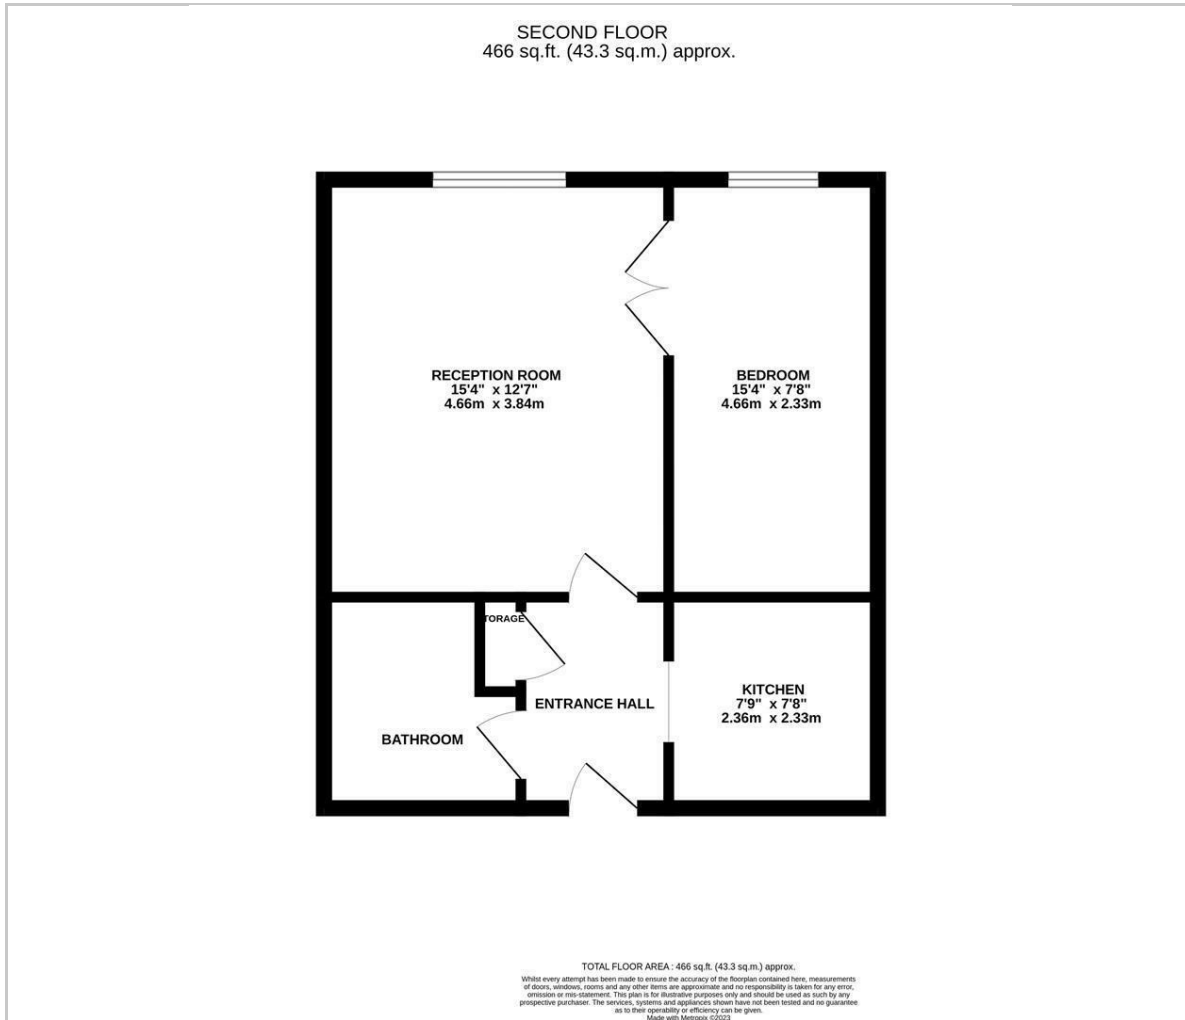 SECOND FLOOR
466 sq.ft. (43.3 sq.m.) approx.
RECEPTION ROOM
15'4" x 12'7"
4.66m x 3.84m
BEDROOM
15'4" x 7'8"
4.66m x 2.33m
TORAGE
ENTRANCE HALL
KITCHEN
7'9" x 7'8"
2.36m x 2.33m
BATHROOM
TOTAL FLOOR AREA : 466 sq.ft. (43.3 sq.m.) approx.
Whilst every attempt has been made to ensure the accuracy of the floorplan contained here, measurements
of doors, windows, rooms and any other items are approximate and no responsibility is taken for any error,
omission or mis-statement. This plan is for illustrative purposes only and should be used as such by any
prospective purchaser. The services, systems and appliances shown have not been tested and no guarantee
as to their operability or efficiency can be given.
Made with Metropix ©2023